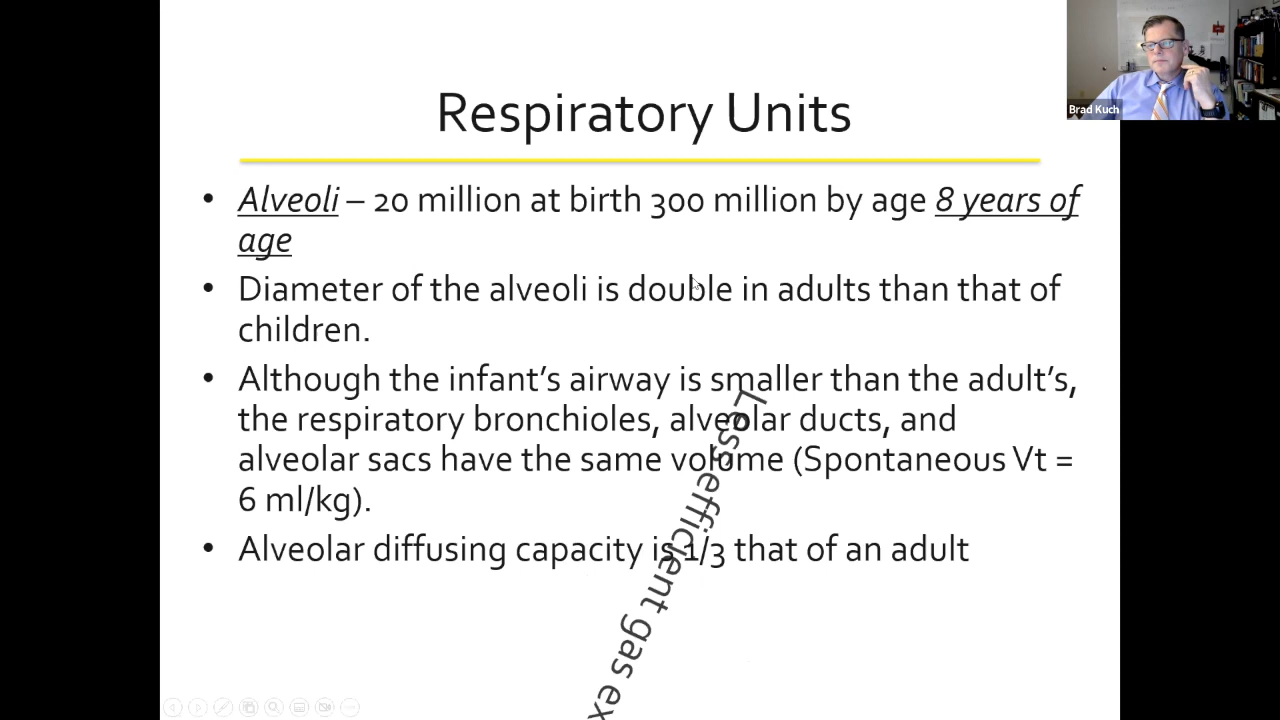 Brad Kuch
Respiratory Units
• Alveoli – 20 million at birth 300 million by age 8 years of
age
• Diameter of the alveoli is double in adults than that of
children.
• Although the infant's airway is smaller than the adult's,
the respiratory bronchioles, alveolar ducts, and
alveolar sacs have the same volume (Spontaneous Vt =
6 ml/kg).
• Alveolar diffusing capacity is 1/3 that of an adult
Less efficient gas ex